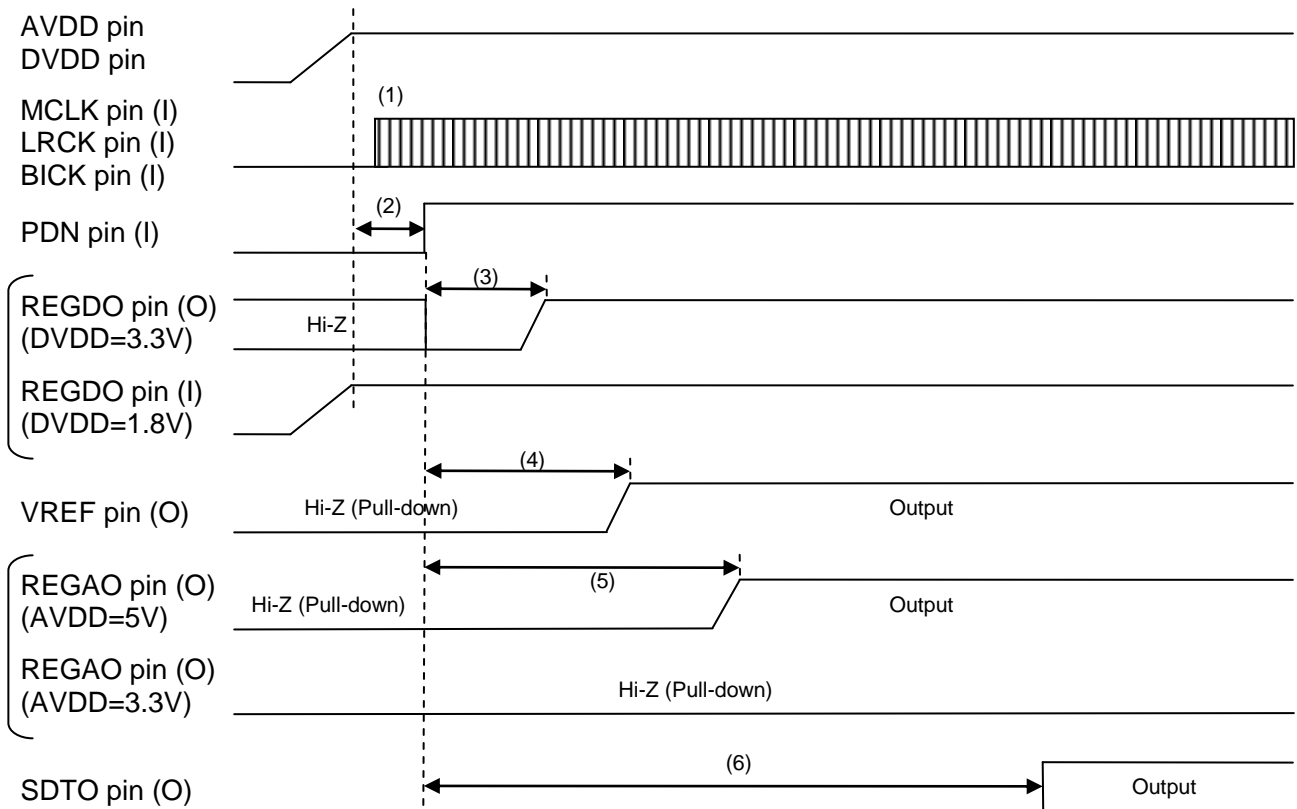 AVDD pin
DVDD pin
(1)
MCLK pin (I)
LRCK pin (I)
BICK pin (I)
(2)
PDN pin (I)
(3)
REGDO pin (O)
(DVDD=3.3V)
Hi-Z
REGDO pin (I)
(DVDD=1.8V)
(4)
VREF pin (O)
Hi-Z (Pull-down)
Output
(5)
REGAO pin (O)
(AVDD=5V)
Hi-Z (Pull-down)
Output
REGAO pin (O)
(AVDD=3.3V)
Hi-Z (Pull-down)
(6)
SDTO pin (O)
Output